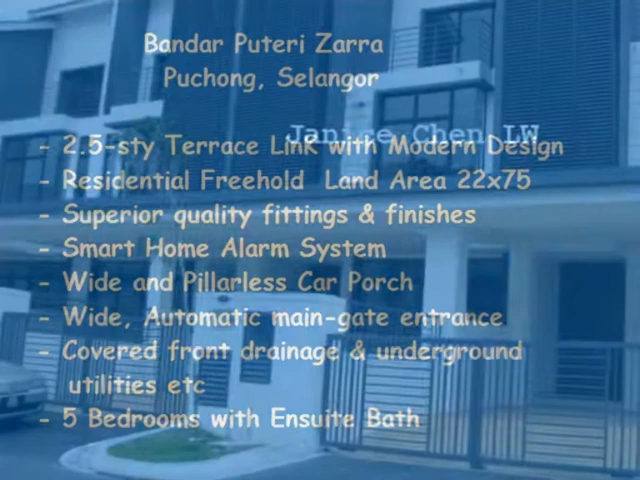 Bandar Puteri Zarra
Puchong, Selangor
Janice Chen LW
- 2.5-sty Terrace Link with Modern Design
- Residential Freehold Land Area 22x75
- Superior quality fittings & finishes
- Smart Home Alarm System
- Wide and Pillarless Car Porch
- Wide, Automatic main-gate entrance
- Covered front drainage & underground
utilities etc
- 5 Bedrooms with Ensuite Bath